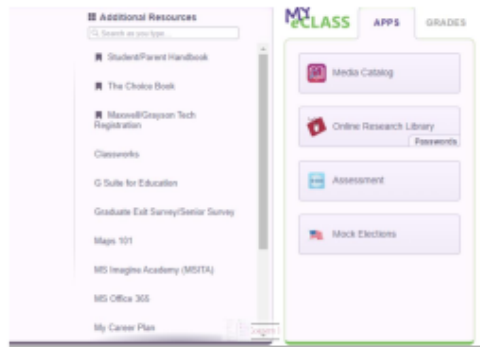 Additional Resources
Search as you type...
Student/Parent Handbook
The Choice Book
Maxwell/Grayson Tech
Registration
Classworks
G Suite for Education
Graduate Exit Survey/Senior Survey
Maps 101
MS Imagine Academy (MSITA)
MS Office 365
My Career Plan
MY
eCLASS
APPS
GRADES
Media Catalog
Online Research Library
Passwords
Assessment
Mock Elections